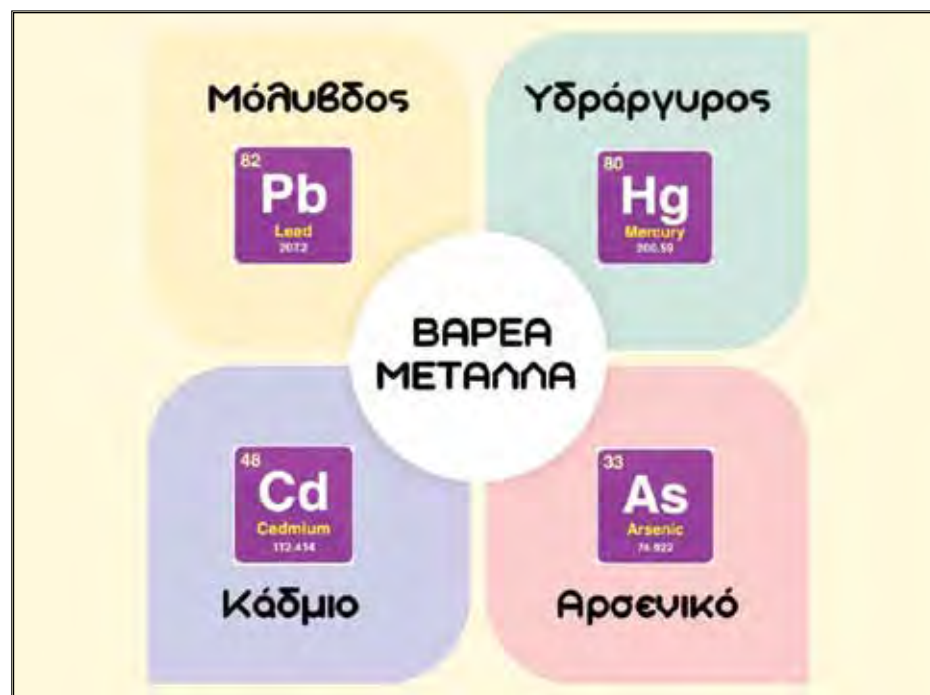 Μόλυβδος
82
Pb
Lead
207.2
Υδράργυρος
80
Hg
Mercury
200.59
ΒΑΡΕΑ
ΜΕΤΑΛΛΑ
48
Cd
Cadmium
112.414
Κάδμιο
33
As
Arsenic
74.922
Αρσενικό